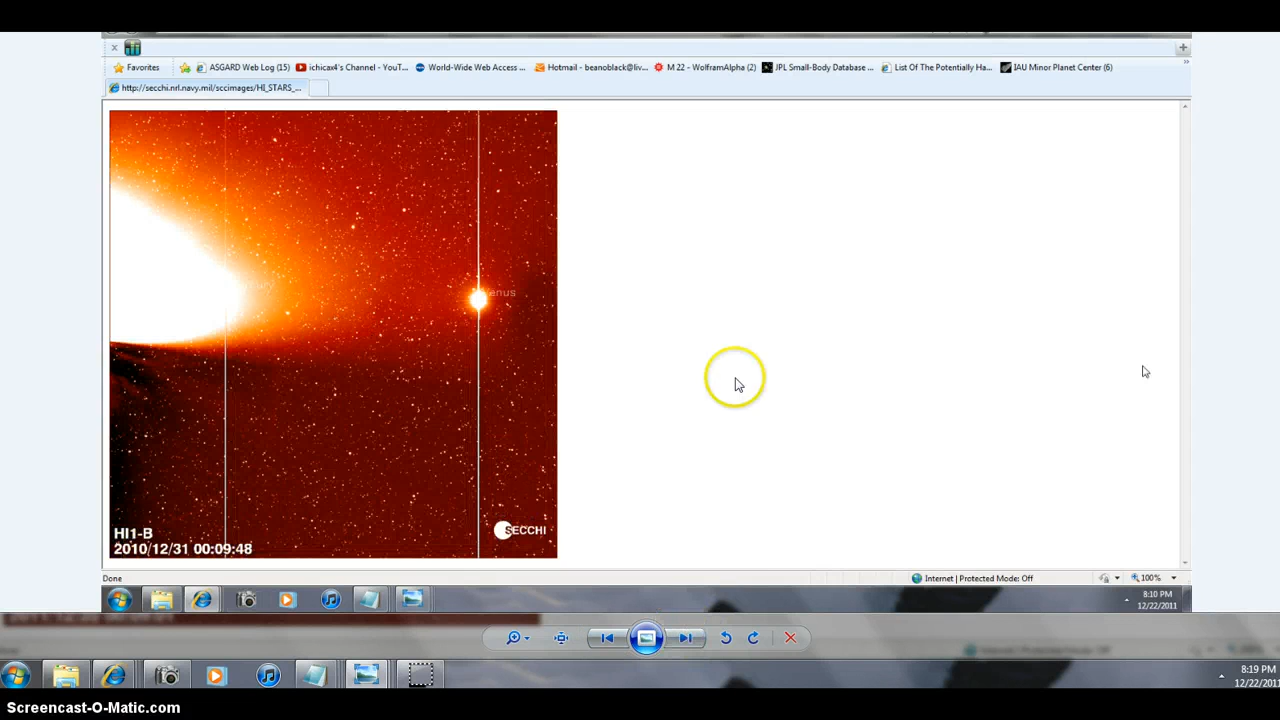 Favorites
ASGARD Web Log (15)
ichicax4's Channel - YouT...
World-Wide Web Access ...
Hotmail - beanoblack@liv...
M 22 - WolframAlpha (2)
JPL Small-Body Database ...
List Of The Potentially Ha...
IAU Minor Planet Center (6)
http://secchi.nrl.navy.mil/sccimages/HI_STARS_...
enus
SECCHI
HI1-B
2010/12/31 00:09:48
Done
Internet | Protected Mode: Off
100%
8:10 PM
12/22/2011
8:19 PM
12/22/2011
Screencast-O-Matic.com